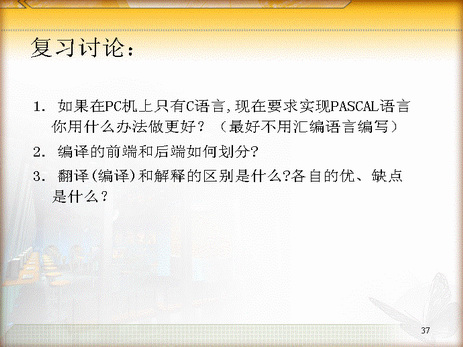 复习讨论：
1. 如果在PC机上只有C语言,现在要求实现PASCAL语言
你用什么办法做更好？（最好不用汇编语言编写）
2. 编译的前端和后端如何划分?
3. 翻译(编译)和解释的区别是什么?各自的优、缺点
是什么？
37